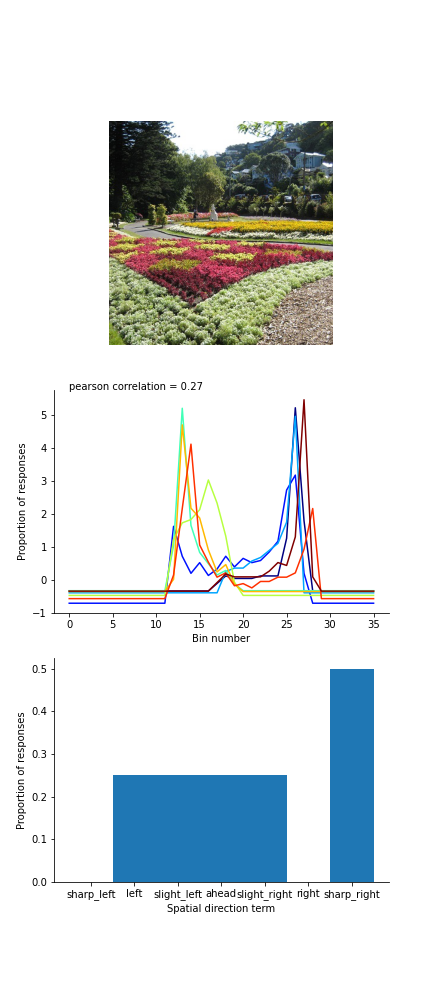 pearson correlation = 0.27
Proportion of responses
5
4
3
2
1
0
−1
0 5 10 15 20 25 30 35
Bin number
Proportion of responses
0.5
0.4
0.3
0.2
0.1
0.0
sharp_left left slight_left ahead slight_right right sharp_right
Spatial direction term